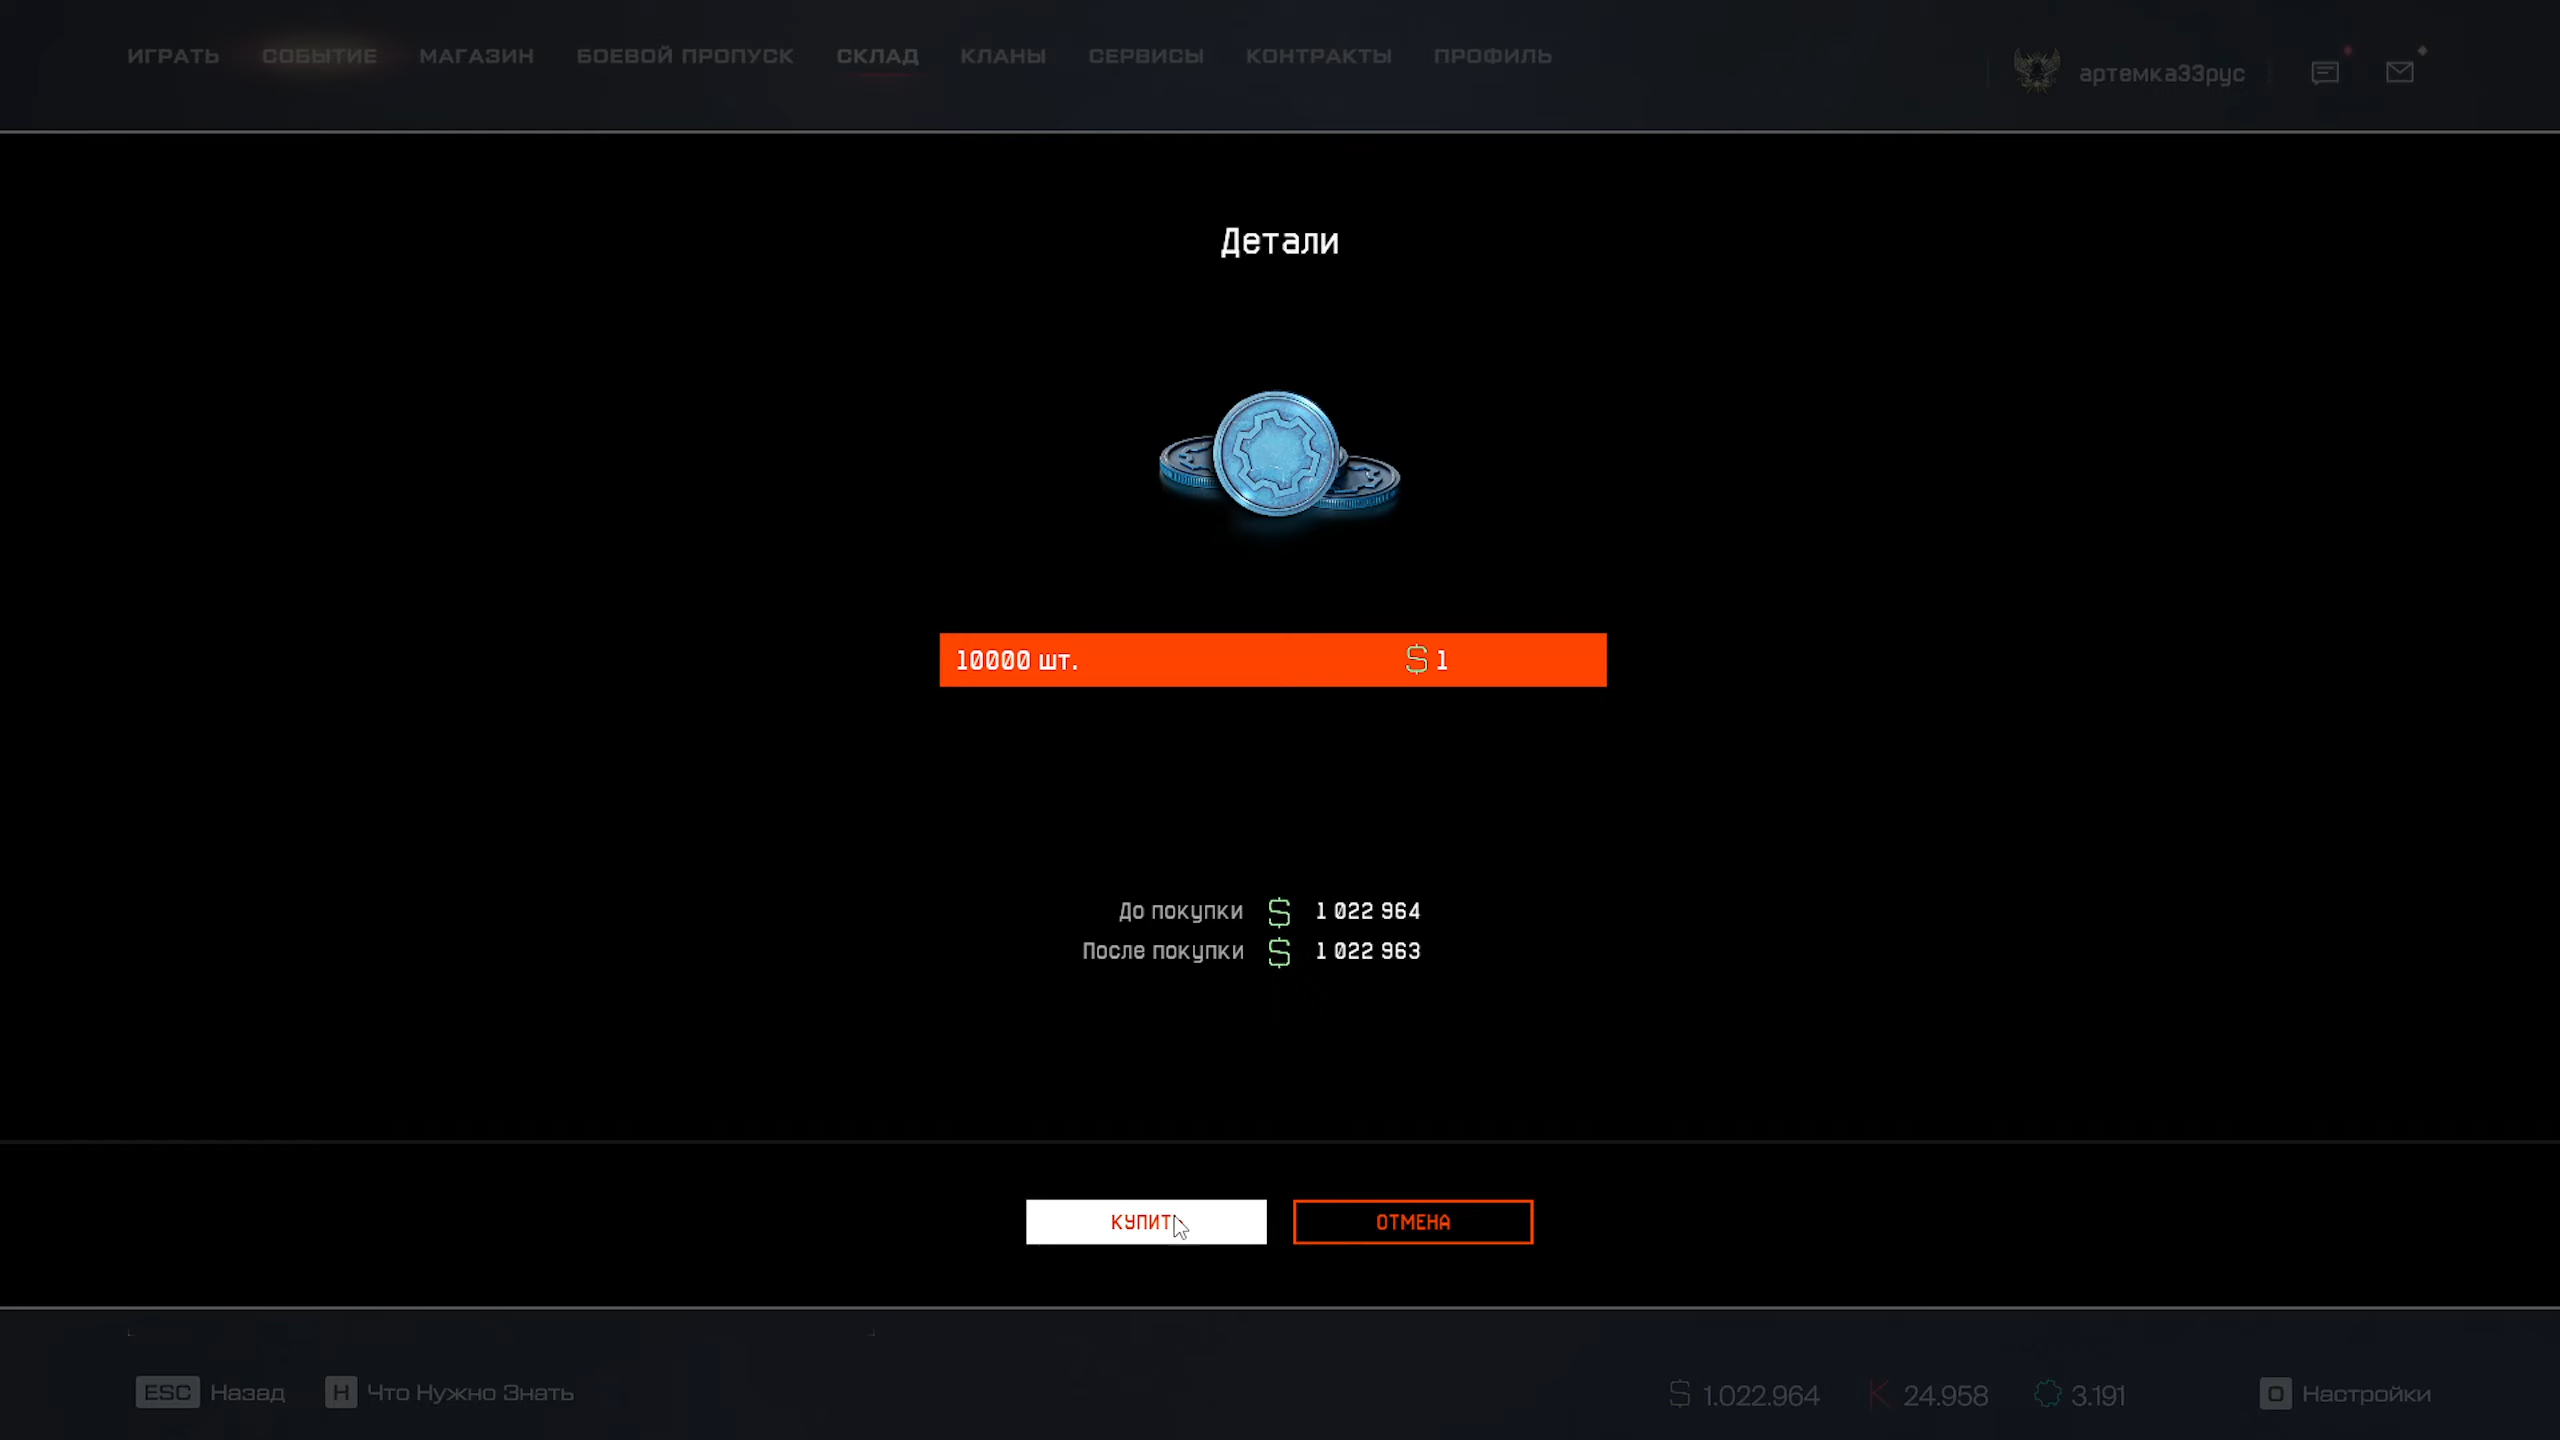 ИГРАТЬ СОБЫТИЕ МАГАЗИН БОЕВОЙ ПРОПУСК СКЛАД КЛАНЫ СЕРВИСЫ КОНТРАКТЫ ПРОФИЛЬ
артемка33рус
Детали
10000 шт. $ 1
До покупки $ 1 022 964
После покупки $ 1 022 963
КУПИТЬ ОТМЕНА
ESC Назад H Что Нужно Знать $ 1.022.964 K 24.958 3.191 O Настройки